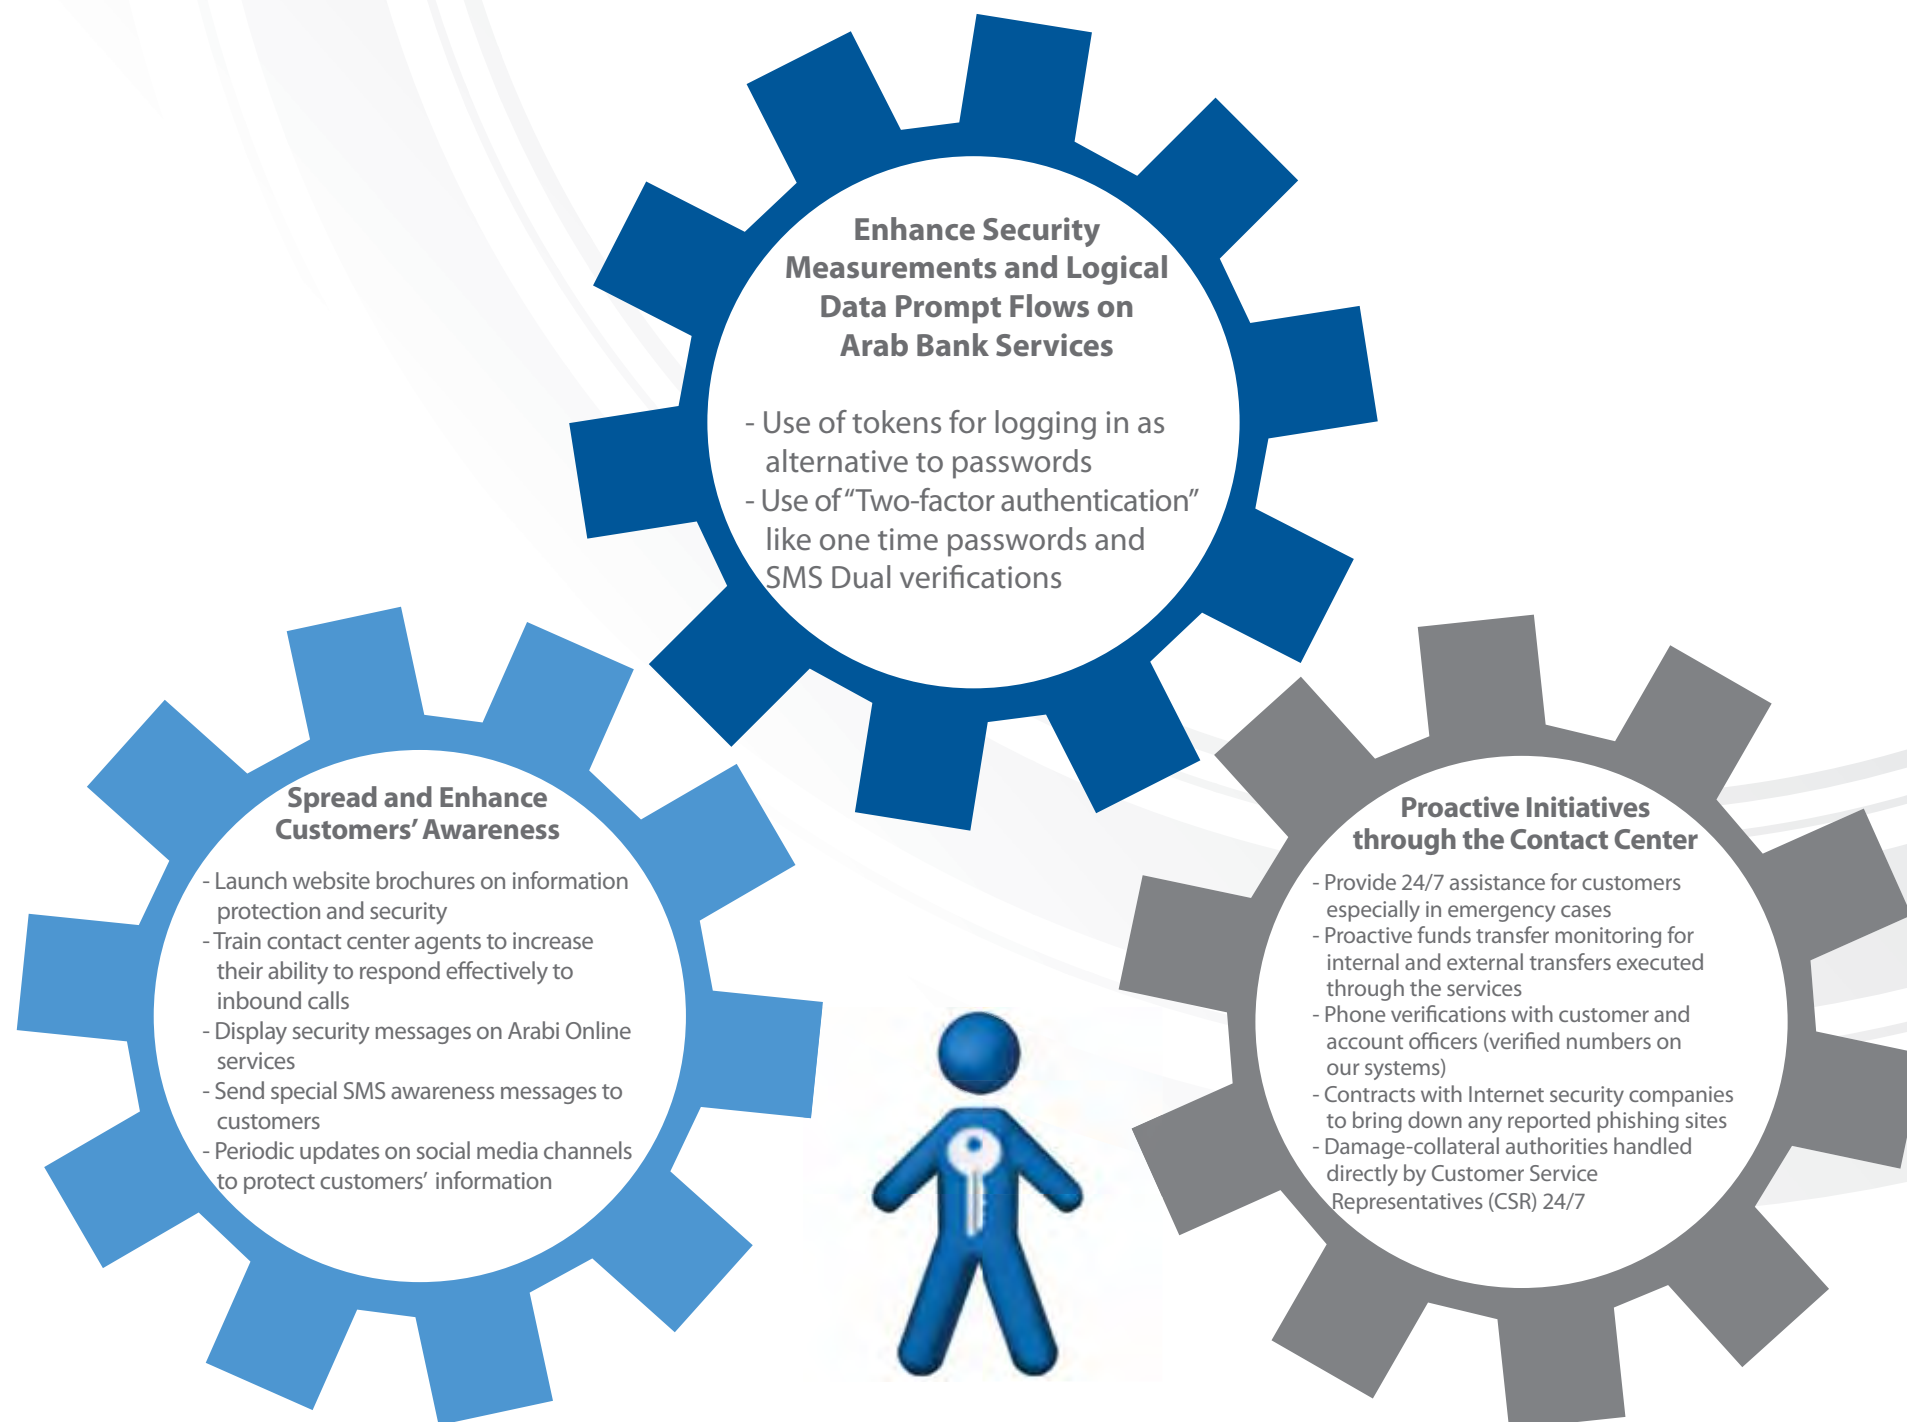 Enhance Security
Measurements and Logical
Data Prompt Flows on
Arab Bank Services
- Use of tokens for logging in as
alternative to passwords
- Use of “Two-factor authentication”
like one time passwords and
SMS Dual verifications
Spread and Enhance
Customers’ Awareness
- Launch website brochures on information
protection and security
- Train contact center agents to increase
their ability to respond effectively to
inbound calls
- Display security messages on Arabi Online
services
- Send special SMS awareness messages to
customers
- Periodic updates on social media channels
to protect customers’ information
Proactive Initiatives
through the Contact Center
- Provide 24/7 assistance for customers
especially in emergency cases
- Proactive funds transfer monitoring for
internal and external transfers executed
through the services
- Phone verifications with customer and
account officers (verified numbers on
our systems)
- Contracts with Internet security companies
to bring down any reported phishing sites
- Damage-collateral authorities handled
directly by Customer Service
Representatives (CSR) 24/7